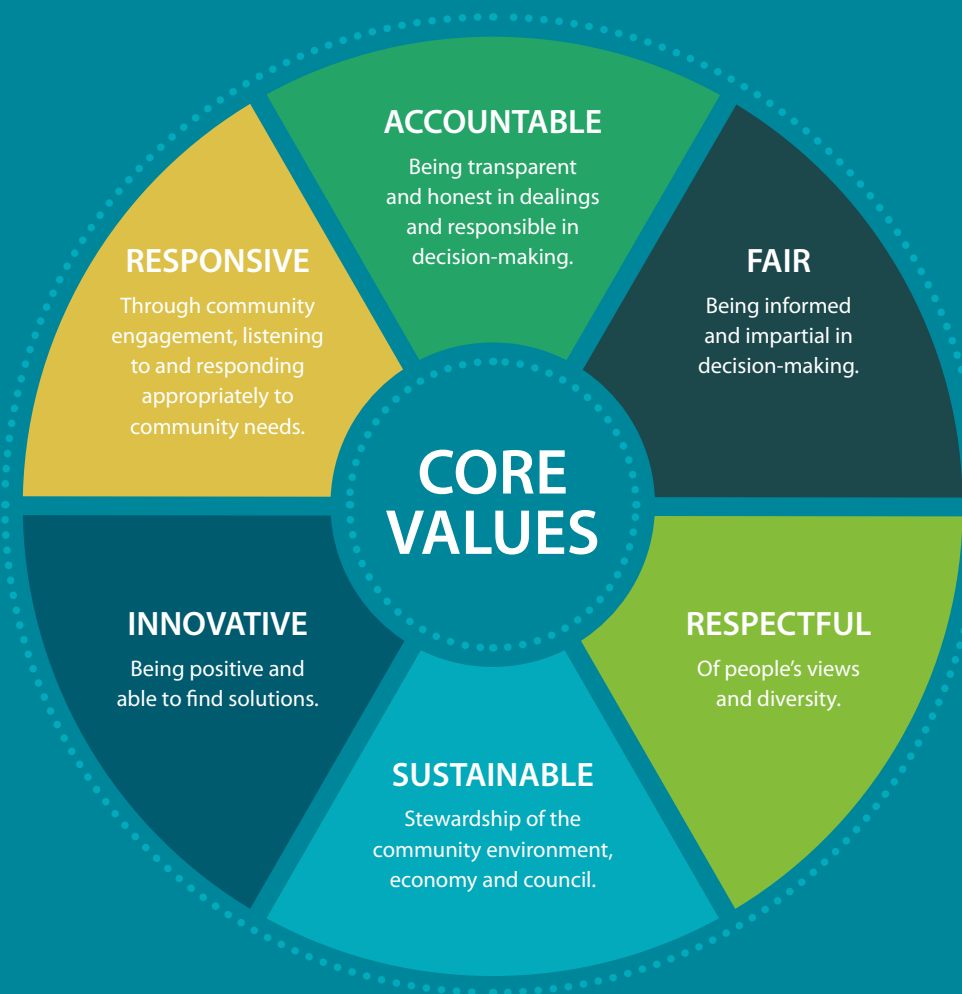 ACCOUNTABLE
Being transparent
and honest in dealings
and responsible in
decision-making.
FAIR
Being informed
and impartial in
decision-making.
RESPECTFUL
Of people’s views
and diversity.
SUSTAINABLE
Stewardship of the
community environment,
economy and council.
INNOVATIVE
Being positive and
able to find solutions.
RESPONSIVE
Through community
engagement, listening
to and responding
appropriately to
community needs.
CORE
VALUES